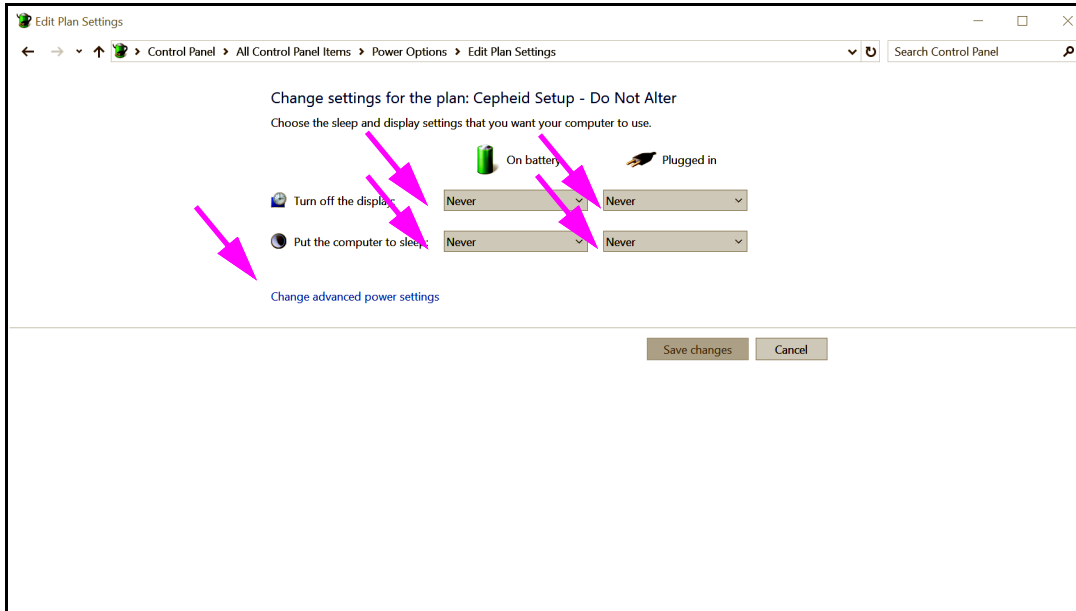 Edit Plan Settings
Control Panel > All Control Panel Items > Power Options > Edit Plan Settings
Search Control Panel
Change settings for the plan: Cepheid Setup - Do Not Alter
Choose the sleep and display settings that you want your computer to use.
On battery
Plugged in
Turn off the display:
Never
Never
Put the computer to sleep:
Never
Never
Change advanced power settings
Save changes
Cancel